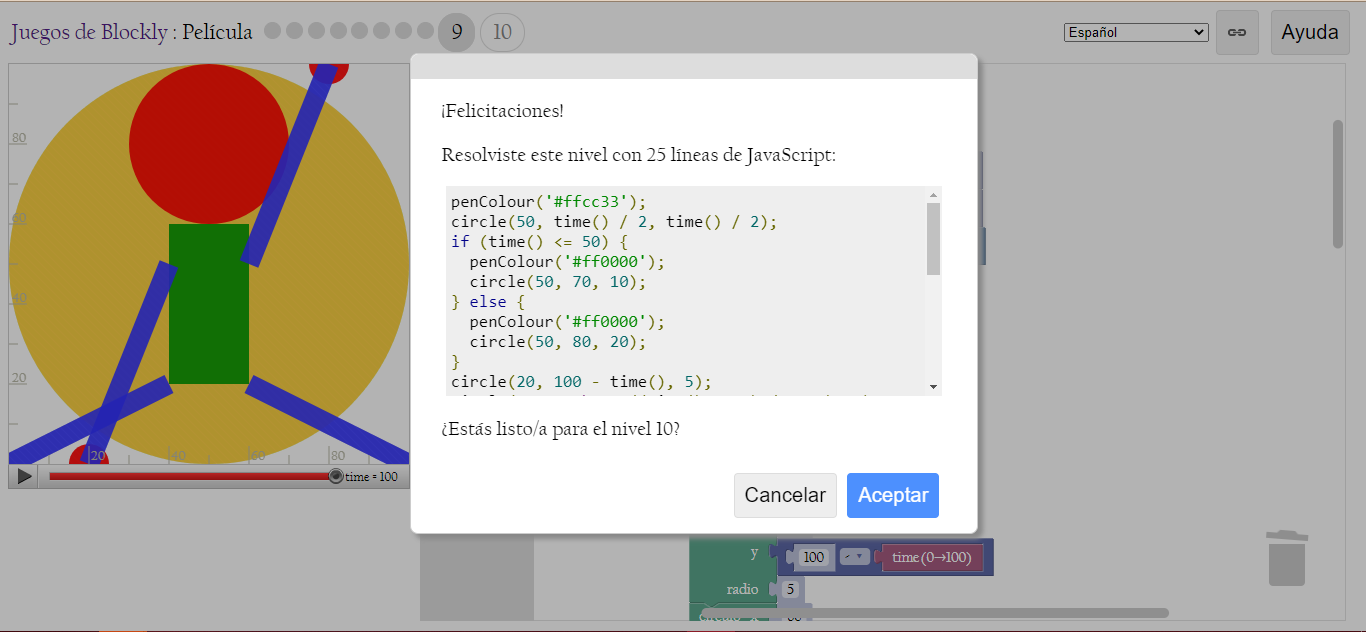 Juegos de Blockly : Película 9 10 Español Ayuda
80
60
40
20
20 40 60 80
time = 100
¡Felicitaciones!
Resolviste este nivel con 25 líneas de JavaScript:
penColour('#ffcc33');
circle(50, time() / 2, time() / 2);
if (time() <= 50) {
  penColour('#ff0000');
  circle(50, 70, 10);
} else {
  penColour('#ff0000');
  circle(50, 80, 20);
}
circle(20, 100 - time(), 5);
¿Estás listo/a para el nivel 10?
Cancelar Aceptar
y 100 - time (0→100)
radio 5